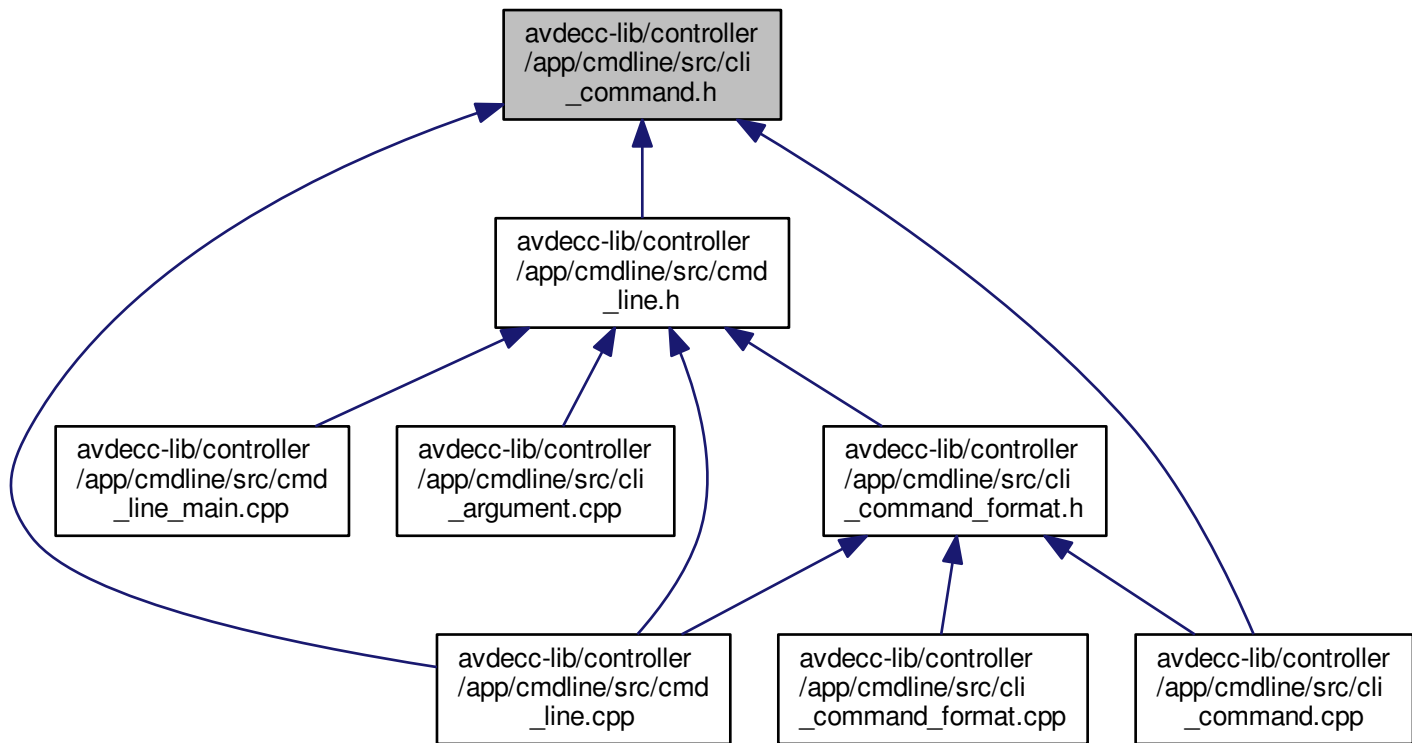 avdecc-lib/controller
/app/cmdline/src/cli
_command.h
avdecc-lib/controller
/app/cmdline/src/cmd
_line.h
avdecc-lib/controller
/app/cmdline/src/cmd
_line_main.cpp
avdecc-lib/controller
/app/cmdline/src/cli
_argument.cpp
avdecc-lib/controller
/app/cmdline/src/cli
_command_format.h
avdecc-lib/controller
/app/cmdline/src/cmd
_line.cpp
avdecc-lib/controller
/app/cmdline/src/cli
_command_format.cpp
avdecc-lib/controller
/app/cmdline/src/cli
_command.cpp